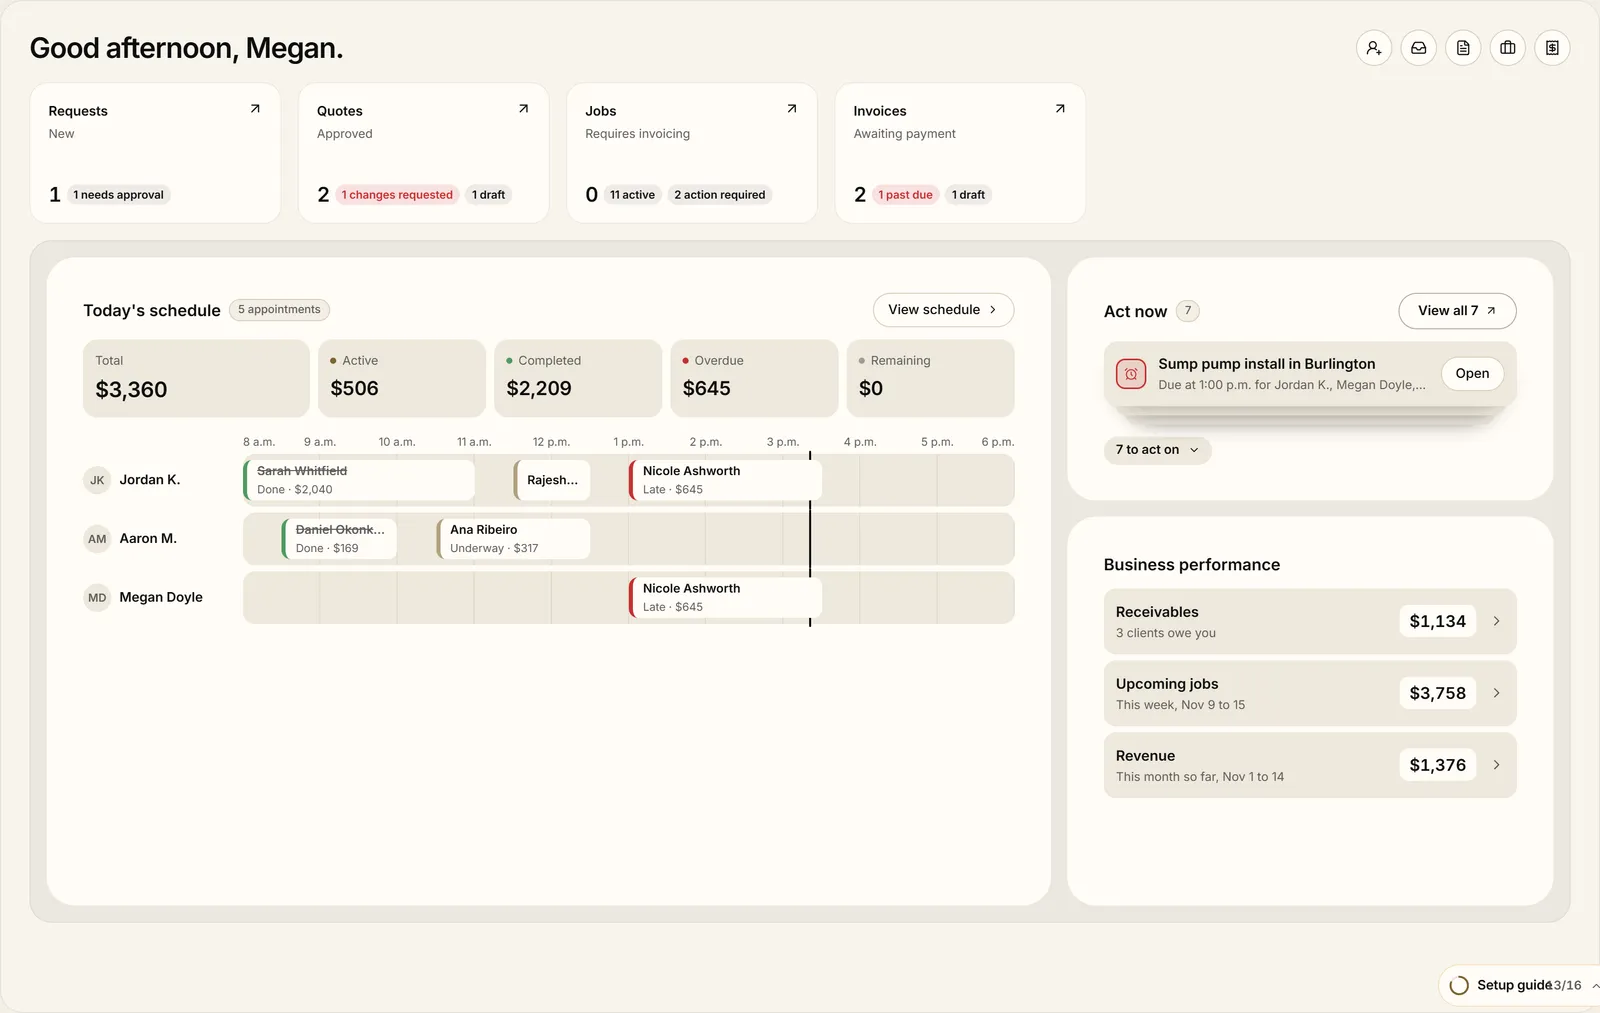 Good afternoon, Megan.
Requests
New
1 1 needs approval
Quotes
Approved
2 1 changes requested 1 draft
Jobs
Requires invoicing
0 11 active 2 action required
Invoices
Awaiting payment
2 1 past due 1 draft
Today's schedule 5 appointments
View schedule
Total
$3,360
Active
$506
Completed
$2,209
Overdue
$645
Remaining
$0
8 a.m. 9 a.m. 10 a.m. 11 a.m. 12 p.m. 1 p.m. 2 p.m. 3 p.m. 4 p.m. 5 p.m. 6 p.m.
JK Jordan K.
Sarah Whitfield
Done · $2,040
Rajesh...
Nicole Ashworth
Late · $645
AM Aaron M.
Daniel Okonk...
Done · $169
Ana Ribeiro
Underway · $317
MD Megan Doyle
Nicole Ashworth
Late · $645
Act now 7
View all 7
Sump pump install in Burlington
Due at 1:00 p.m. for Jordan K., Megan Doyle,...
Open
7 to act on
Business performance
Receivables
3 clients owe you
$1,134
Upcoming jobs
This week, Nov 9 to 15
$3,758
Revenue
This month so far, Nov 1 to 14
$1,376
Setup guide 13/16